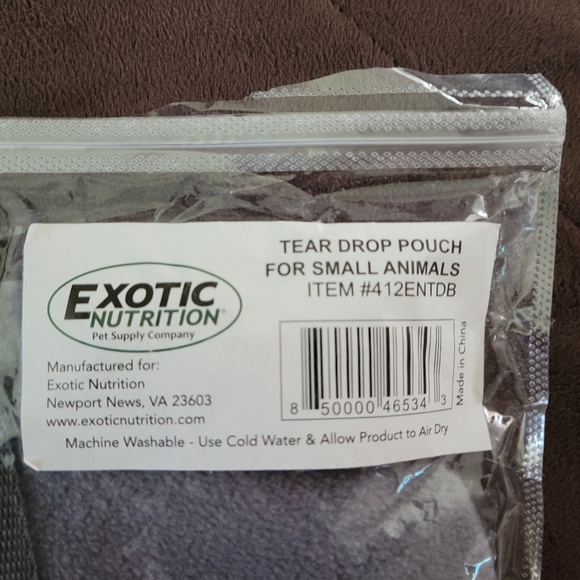 TEAR DROP POUCH
FOR SMALL ANIMALS
ITEM #412ENTDB
EXOTIC
NUTRITION®
Pet Supply Company
Manufactured for:
Exotic Nutrition
Newport News, VA 23603
www.exoticnutrition.com
8 50000 46534 3
Made in China
Machine Washable - Use Cold Water & Allow Product to Air Dry